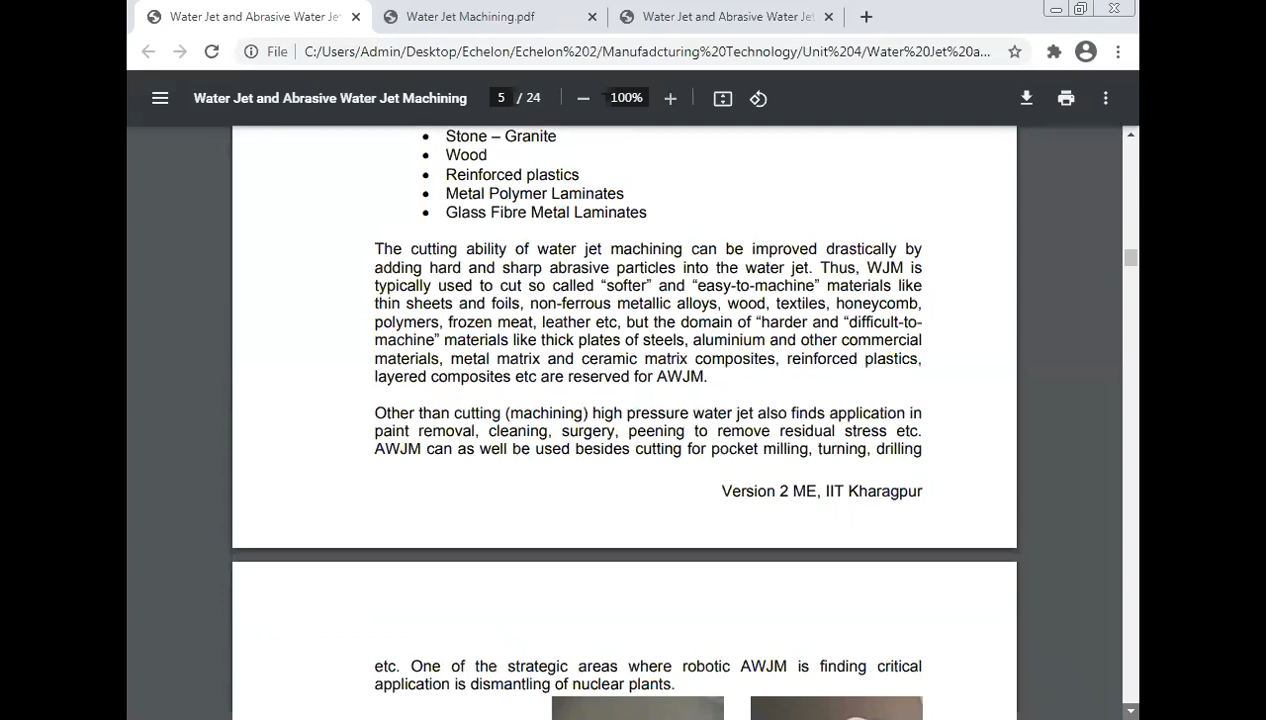 Water Jet and Abrasive Water Je
Water Jet Machining.pdf
Water Jet and Abrasive Water Jet
File
C:/Users/Admin/Desktop/Echelon/Echelon%202/Manufadcturing%20Technology/Unit%204/Water%20Jet%20a...
Water Jet and Abrasive Water Jet Machining
5 / 24
100%
• Stone – Granite
• Wood
• Reinforced plastics
• Metal Polymer Laminates
• Glass Fibre Metal Laminates
The cutting ability of water jet machining can be improved drastically by
adding hard and sharp abrasive particles into the water jet. Thus, WJM is
typically used to cut so called “softer” and “easy-to-machine” materials like
thin sheets and foils, non-ferrous metallic alloys, wood, textiles, honeycomb,
polymers, frozen meat, leather etc, but the domain of “harder and “difficult-to-
machine” materials like thick plates of steels, aluminium and other commercial
materials, metal matrix and ceramic matrix composites, reinforced plastics,
layered composites etc are reserved for AWJM.
Other than cutting (machining) high pressure water jet also finds application in
paint removal, cleaning, surgery, peening to remove residual stress etc.
AWJM can as well be used besides cutting for pocket milling, turning, drilling
Version 2 ME, IIT Kharagpur
etc. One of the strategic areas where robotic AWJM is finding critical
application is dismantling of nuclear plants.